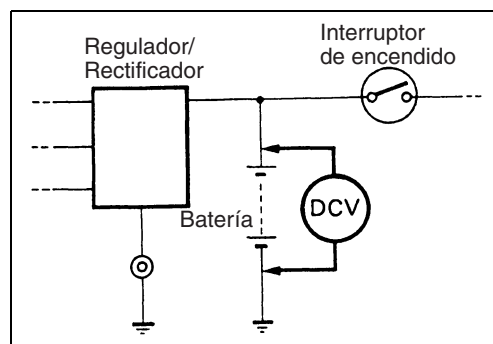 Regulador/
Rectificador
Interruptor
de encendido
Batería
DCV